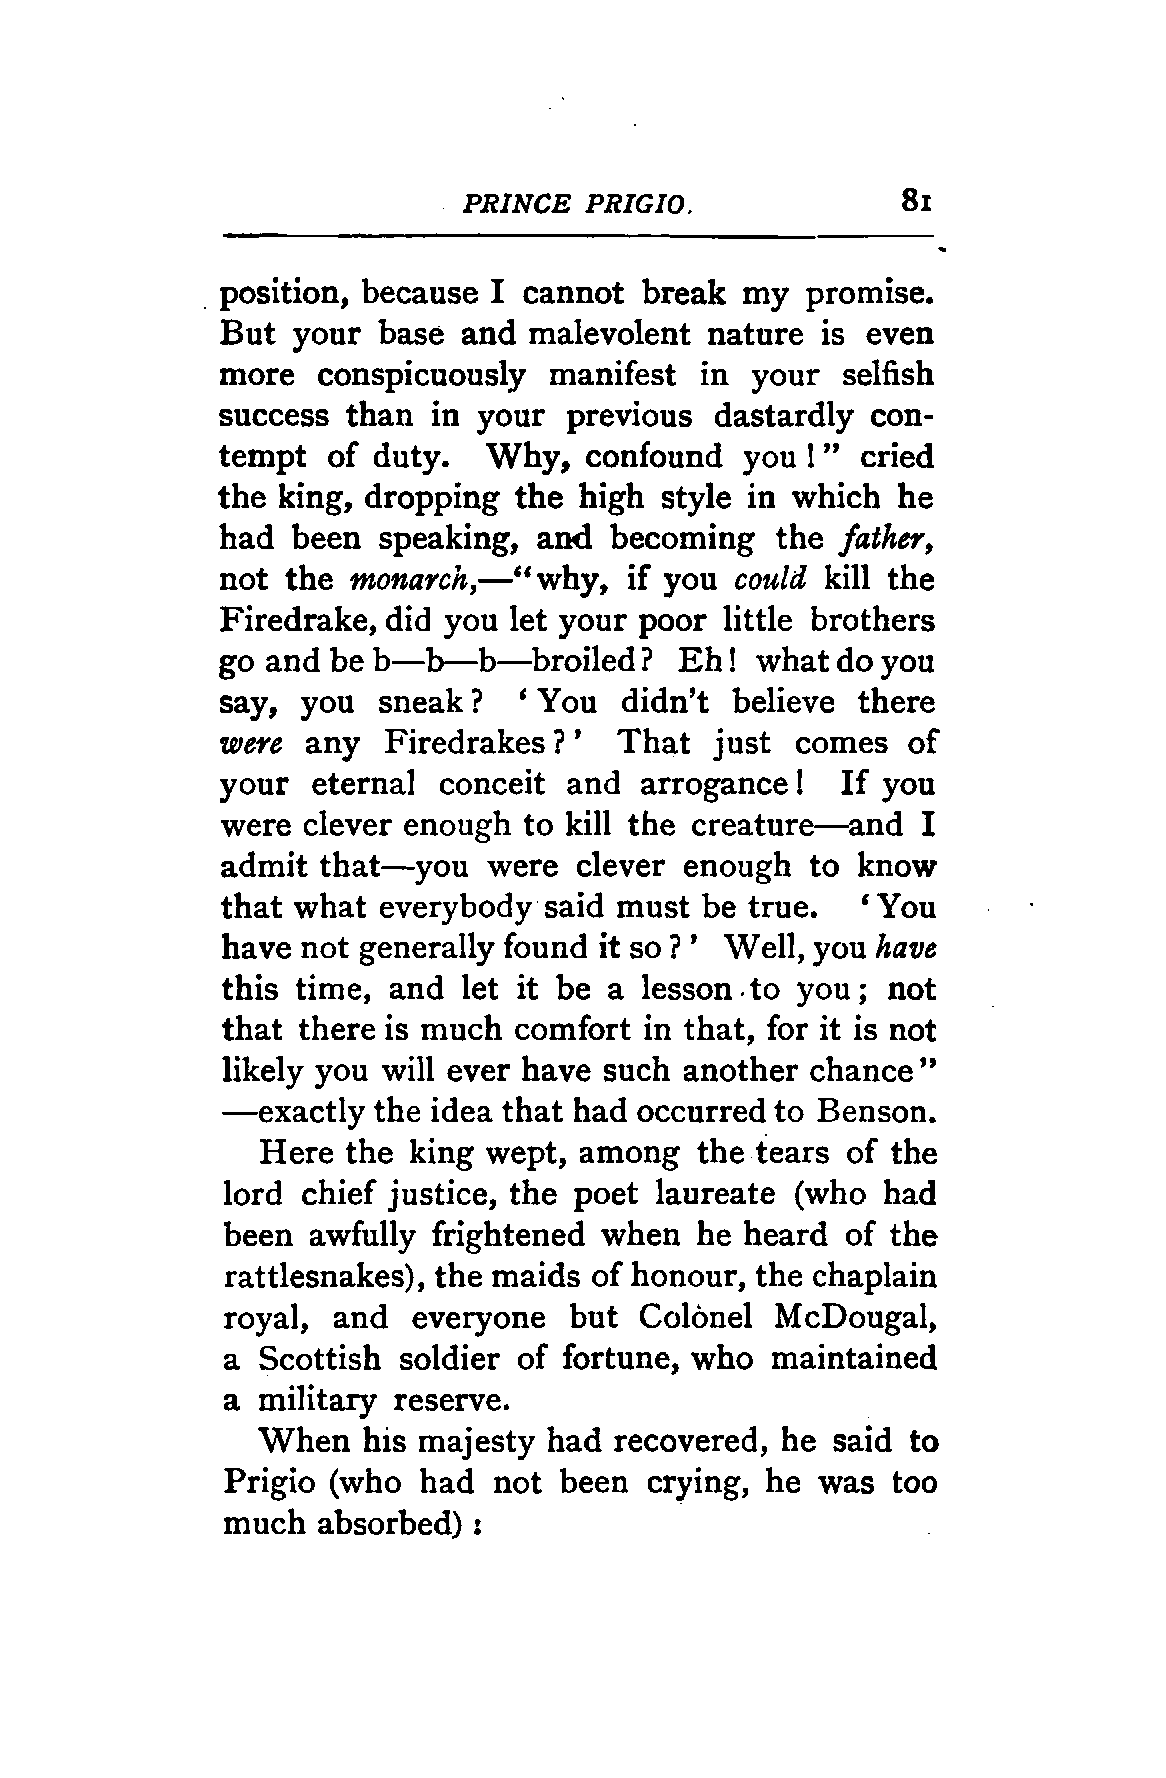 PRINCE PRIGIO. 81
position, because I cannot break my promise.
But your base and malevolent nature is even
more conspicuously manifest in your selfish
success than in your previous dastardly con-
tempt of duty. Why, confound you!" cried
the king, dropping the high style in which he
had been speaking, and becoming the father,
not the monarch,—"why, if you could kill the
Firedrake, did you let your poor little brothers
go and be b—b—b—broiled? Eh! what do you
say, you sneak? 'You didn't believe there
were any Firedrakes?' That just comes of
your eternal conceit and arrogance! If you
were clever enough to kill the creature—and I
admit that—you were clever enough to know
that what everybody said must be true. 'You
have not generally found it so?' Well, you have
this time, and let it be a lesson to you; not
that there is much comfort in that, for it is not
likely you will ever have such another chance"
—exactly the idea that had occurred to Benson.
Here the king wept, among the tears of the
lord chief justice, the poet laureate (who had
been awfully frightened when he heard of the
rattlesnakes), the maids of honour, the chaplain
royal, and everyone but Colonel McDougal,
a Scottish soldier of fortune, who maintained
a military reserve.
When his majesty had recovered, he said to
Prigio (who had not been crying, he was too
much absorbed):